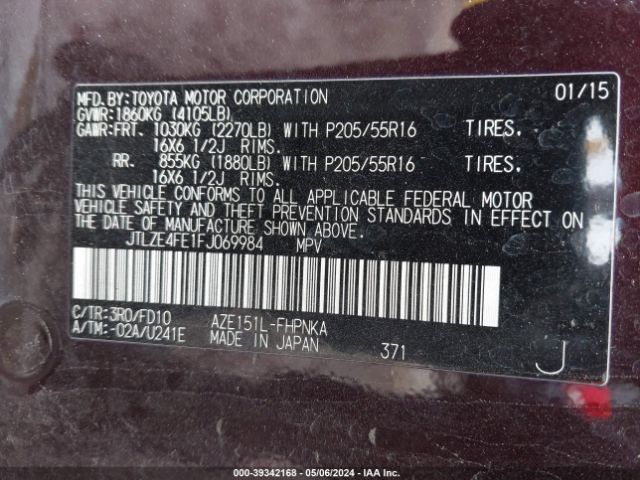 MFD.BY:TOYOTA MOTOR CORPORATION 01/15
GVWR:1860KG (4105LB)
GAWR:FRT. 1030KG (2270LB) WITH P205/55R16 TIRES.
16X6 1/2J RIMS.
RR. 855KG (1880LB) WITH P205/55R16 TIRES.
16X6 1/2J RIMS.
THIS VEHICLE CONFORMS TO ALL APPLICABLE FEDERAL MOTOR
VEHICLE SAFETY AND THEFT PREVENTION STANDARDS IN EFFECT ON
THE DATE OF MANUFACTURE SHOWN ABOVE.
JTLZE4FE1FJ069984 MPV
C/TR:3R0/FD10 AZE151L-FHPNKA
A/TM:-02A/U241E MADE IN JAPAN 371 J
000-39342168 - 05/06/2024 - IAA Inc.